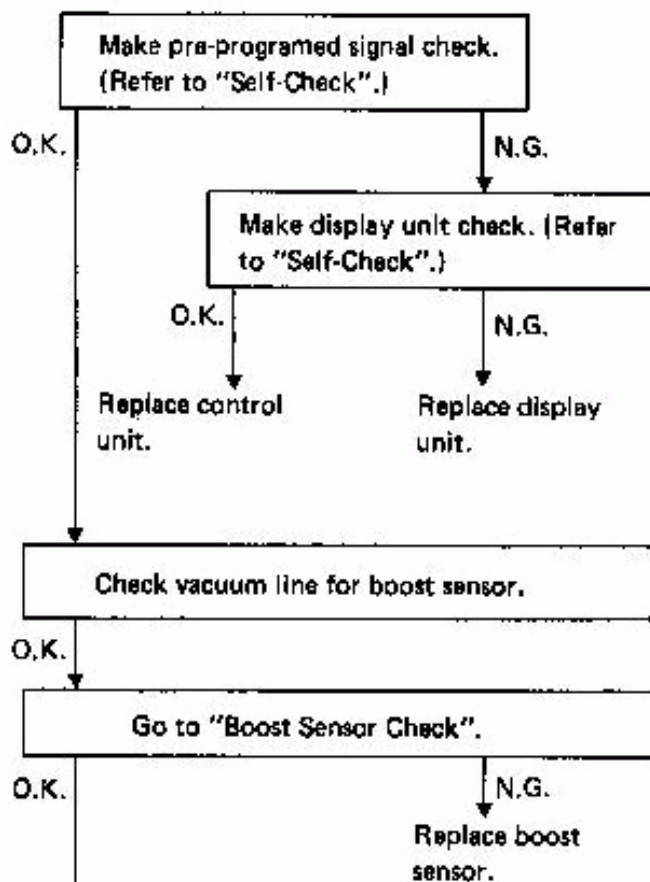 Make pre-programed signal check.
(Refer to "Self-Check".)
O.K.
N.G.
Make display unit check. (Refer
to "Self-Check".)
O.K.
N.G.
Replace control
unit.
Replace display
unit.
Check vacuum line for boost sensor.
O.K.
Go to "Boost Sensor Check".
O.K.
N.G.
Replace boost
sensor.